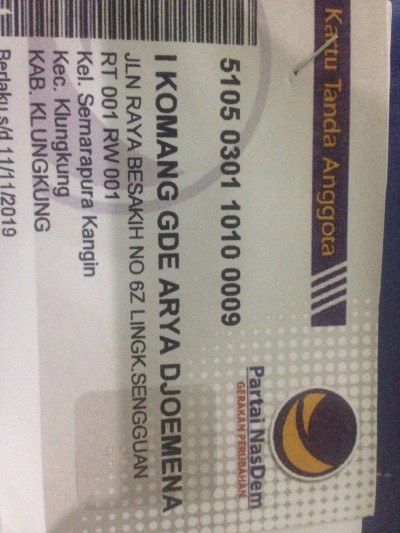 Kartu Tanda Anggota
Partai NasDem
GERAKAN PERUBAHAN
5105 0301 1010 0009
I KOMANG GDE ARYA DJOEMENA
JLN RAYA BESAKIH NO 6Z LINGK.SENGGUAN
RT 001 RW 001
Kel. Semarapura Kangin
Kec. Klungkung
KAB. KLUNGKUNG
Berlaku s/d 11/11/2019